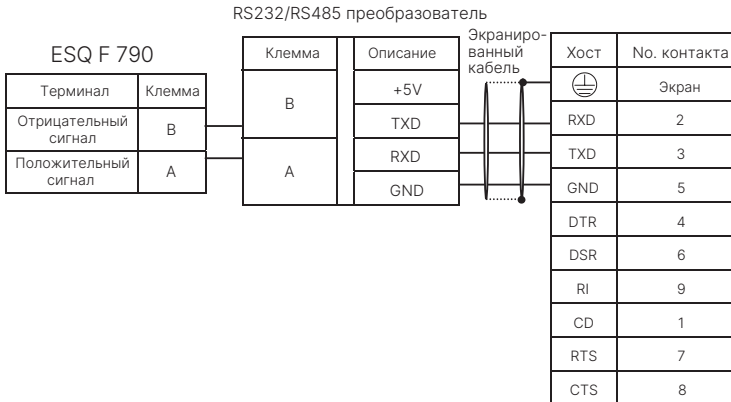 RS232/RS485 преобразователь
ESQ F 790
Терминал Клемма
Отрицательный
сигнал
B
Положительный
сигнал
A
Клемма Описание
B
A
+5V
TXD
RXD
GND
Экраниро-
ванный
кабель
Хост No. контакта
Экран
RXD 2
TXD 3
GND 5
DTR 4
DSR 6
RI 9
CD 1
RTS 7
CTS 8